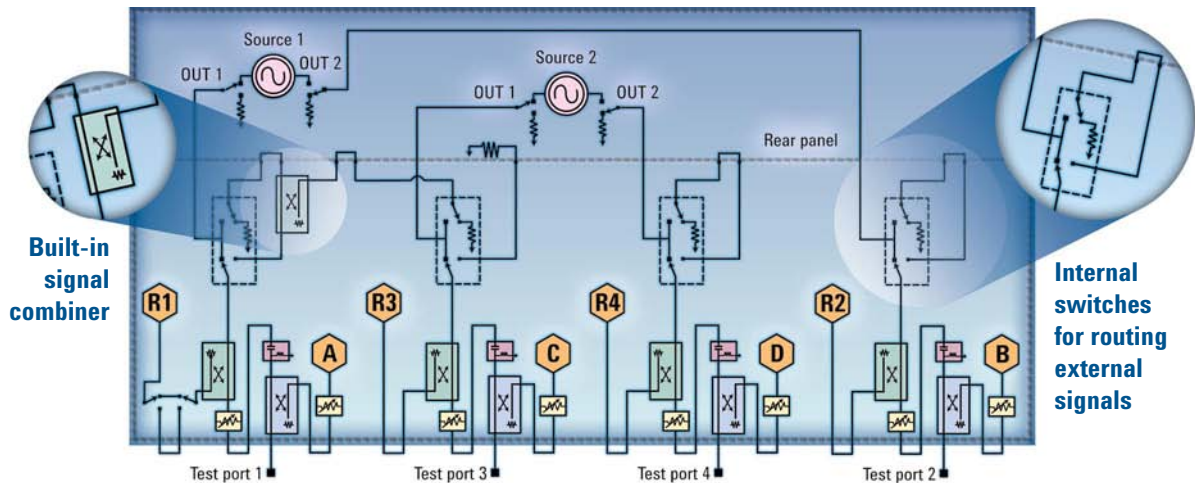 Source 1
OUT 1
OUT 2
Source 2
OUT 1
OUT 2
Rear panel
Built-in
signal
combiner
Internal
switches
for routing
external
signals
R1
R3
R4
R2
A
C
D
B
Test port 1
Test port 3
Test port 4
Test port 2